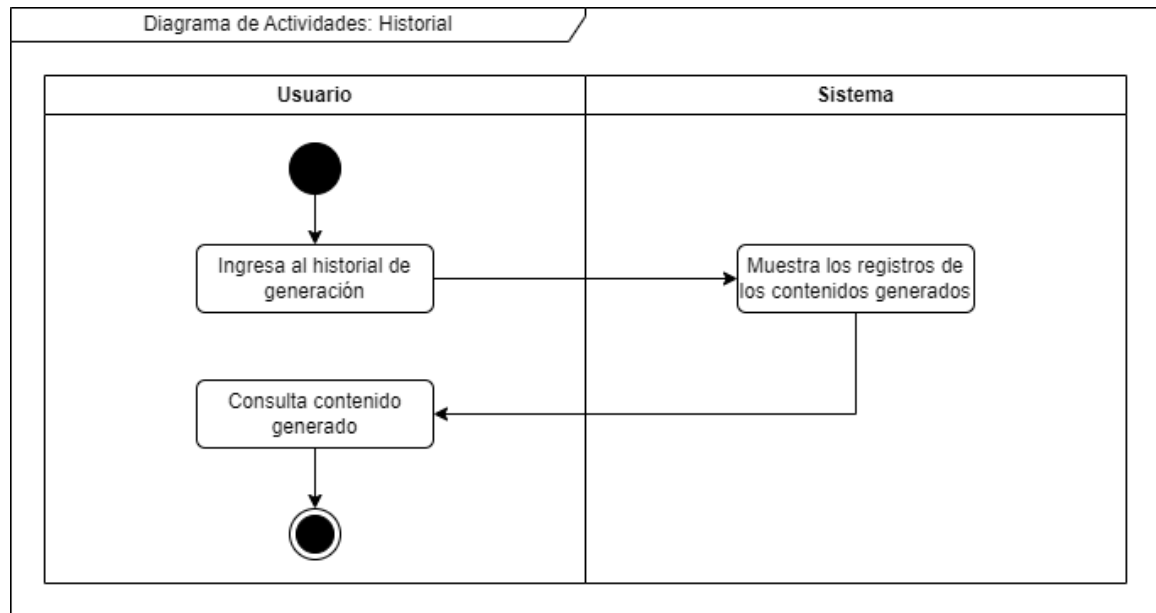 Diagrama de Actividades: Historial
Usuario
Sistema
Ingresa al historial de
generación
Muestra los registros de
los contenidos generados
Consulta contenido
generado